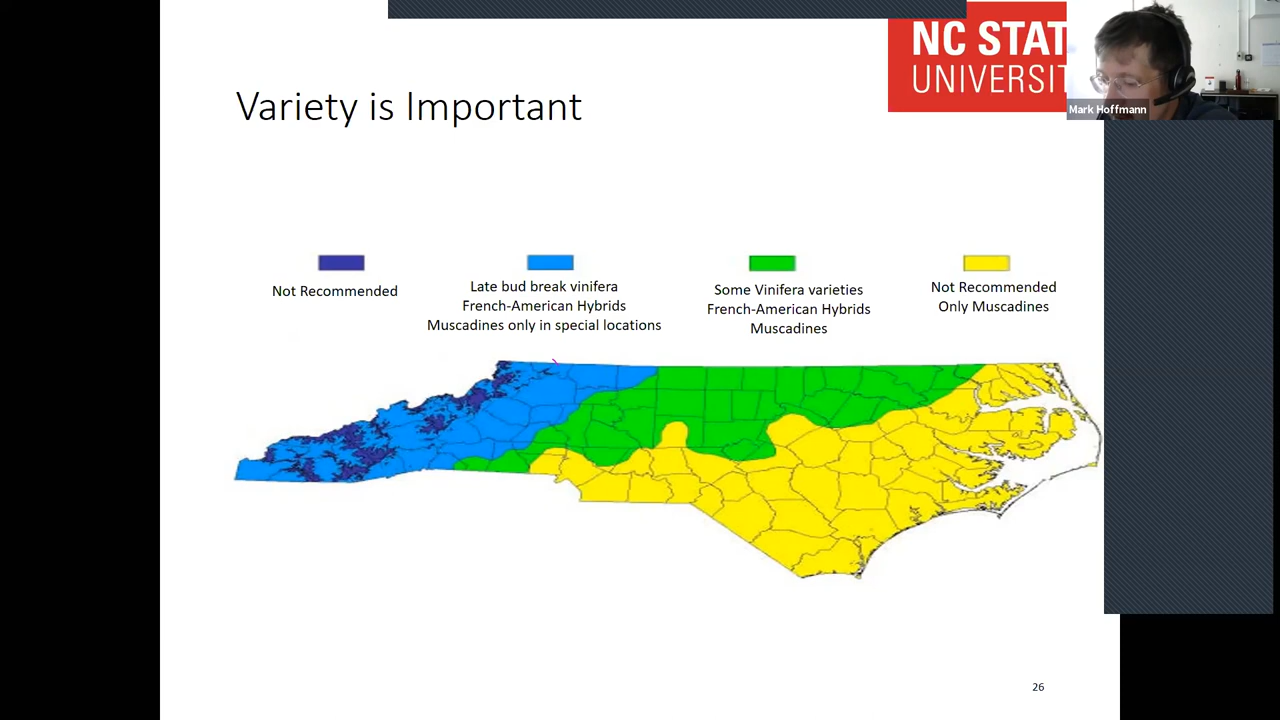 NC STAT
UNIVERSIT
Mark Hoffmann
Variety is Important
Not Recommended
Late bud break vinifera
French-American Hybrids
Muscadines only in special locations
Some Vinifera varieties
French-American Hybrids
Muscadines
Not Recommended
Only Muscadines
26